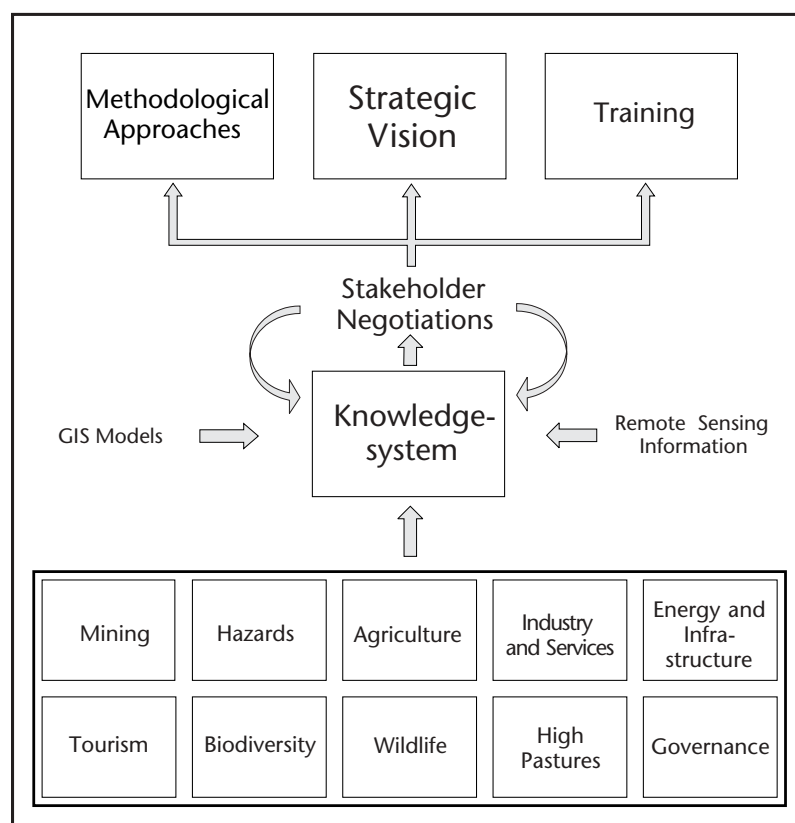 Methodological
Approaches
Strategic
Vision
Training
Stakeholder
Negotiations
Knowledge-
system
GIS Models
Remote Sensing
Information
Mining
Hazards
Agriculture
Industry
and Services
Energy and
Infra-
structure
Tourism
Biodiversity
Wildlife
High
Pastures
Governance